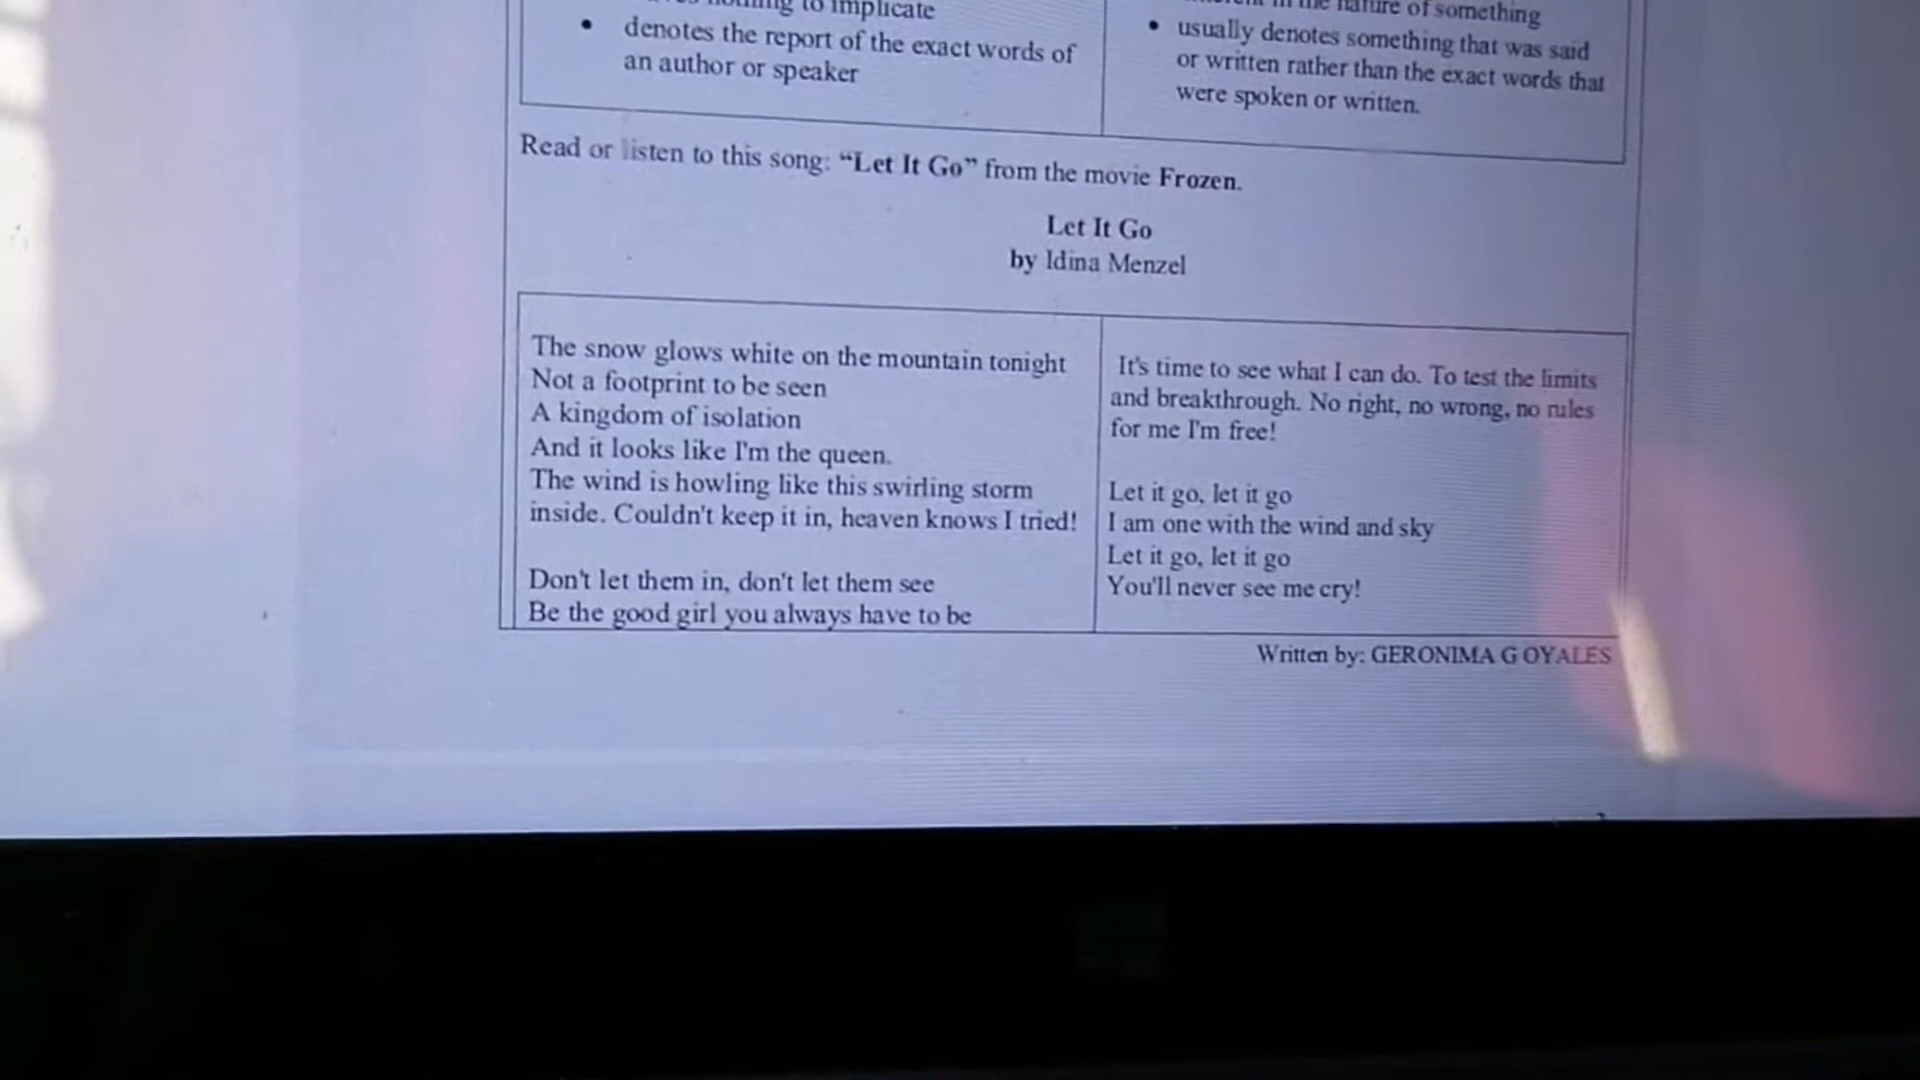 to implicate
• denotes the report of the exact words of
an author or speaker
the nature of something
• usually denotes something that was said
or written rather than the exact words that
were spoken or written.
Read or listen to this song: “Let It Go” from the movie Frozen.
Let It Go
by Idina Menzel
The snow glows white on the mountain tonight
Not a footprint to be seen
A kingdom of isolation
And it looks like I'm the queen.
The wind is howling like this swirling storm
inside. Couldn't keep it in, heaven knows I tried!
Don't let them in, don't let them see
Be the good girl you always have to be
It's time to see what I can do. To test the limits
and breakthrough. No right, no wrong, no rules
for me I'm free!
Let it go, let it go
I am one with the wind and sky
Let it go, let it go
You'll never see me cry!
Written by: GERONIMA G OYALES